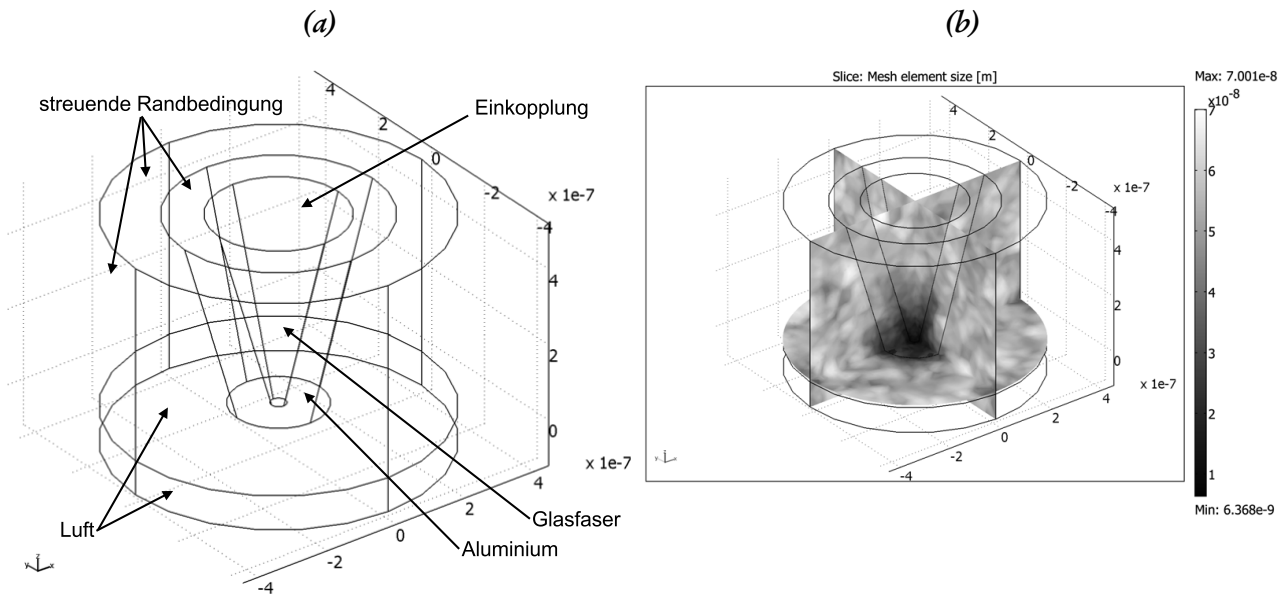 (a)
(b)
Slice: Mesh element size [m]
Max: 7.001e-8
streuende Randbedingung
Einkopplung
4
2
0
-2
-4
x 1e-7
4
2
0
x 1e-7
4
2
0
-2
-4
Luft
Glasfaser
Aluminium
z
y
x
4
2
0
-2
-4
x 1e-7
4
2
0
x 1e-7
4
2
0
-2
-4
x10⁻⁸
7
6
5
4
3
2
1
Min: 6.368e-9
z
y
x